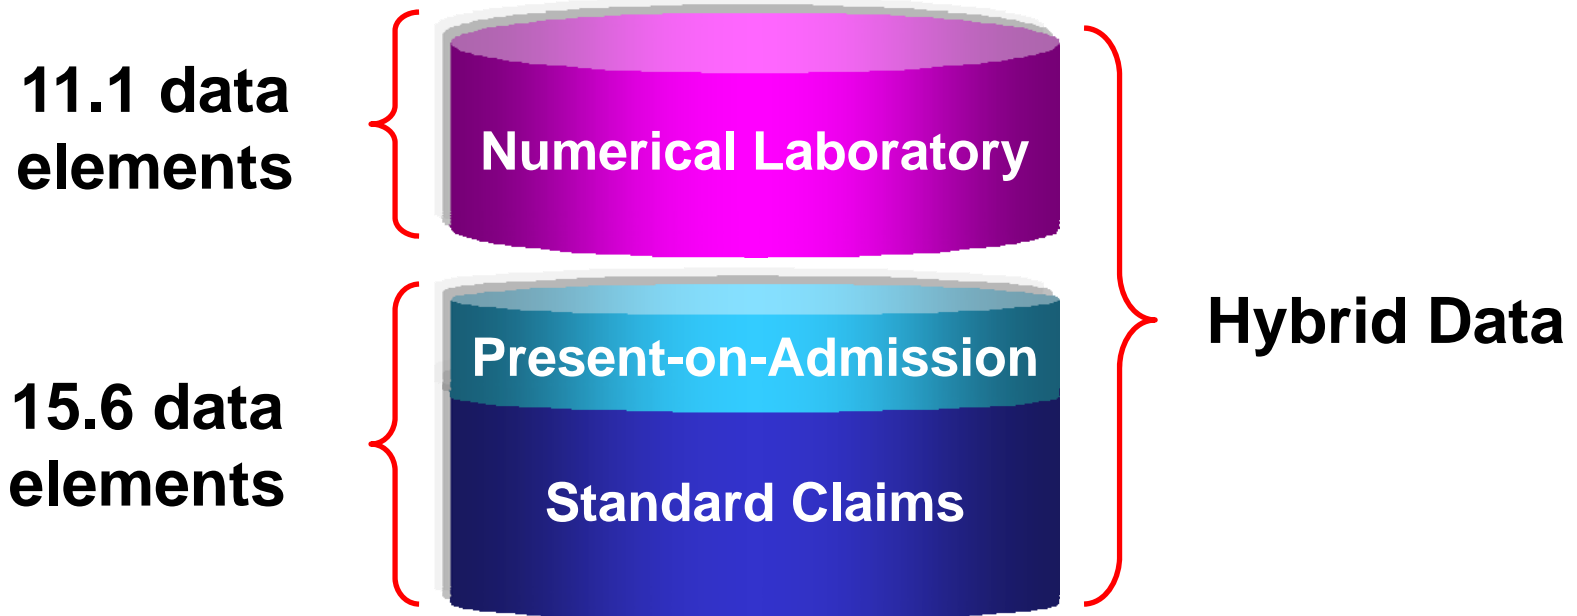 11.1 data
elements
Numerical Laboratory
Hybrid Data
Present-on-Admission
15.6 data
elements
Standard Claims